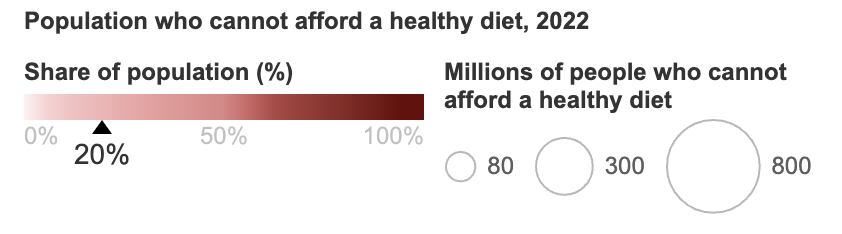 Population who cannot afford a healthy diet, 2022
Share of population (%)
0%
50%
100%
20%
Millions of people who cannot
afford a healthy diet
80
300
800